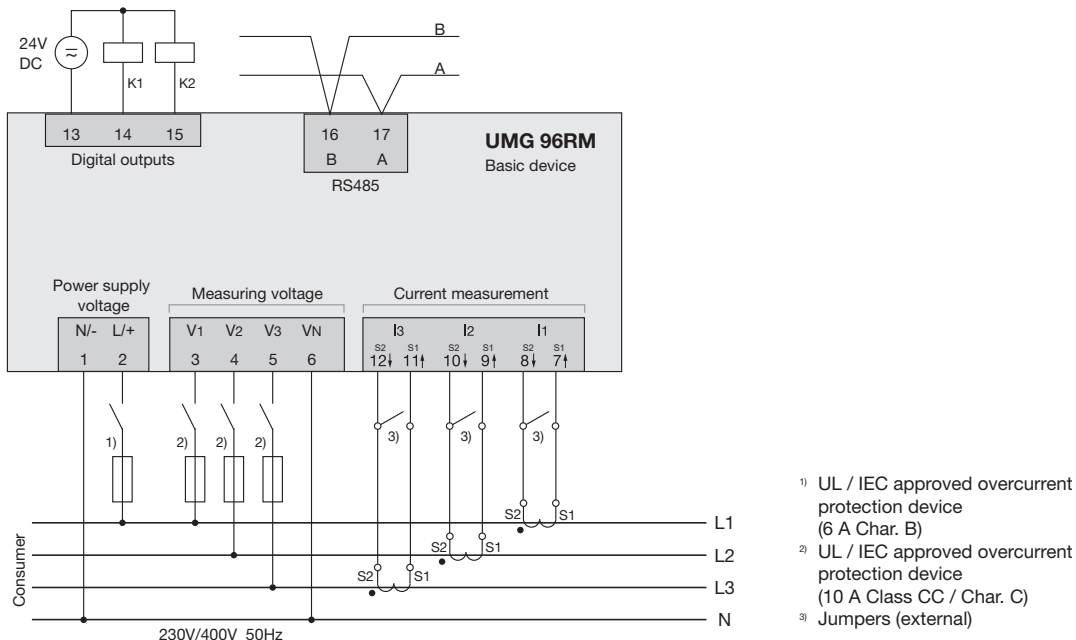 24V
DC
K1
K2
B
A
13 14 15
Digital outputs
16 17
B A
RS485
UMG 96RM
Basic device
Power supply
voltage
Measuring voltage
Current measurement
N/- L/+
V1 V2 V3 VN
I3 I2 I1
S2 S1 S2 S1 S2 S1
1 2 3 4 5 6 12 11 10 9 8 7
1) 2) 2) 2) 3) 3) 3)
S2 S1
L1
S2 S1
L2
S2 S1
L3
N
Consumer
230V/400V 50Hz
1) UL / IEC approved overcurrent
protection device
(6 A Char. B)
2) UL / IEC approved overcurrent
protection device
(10 A Class CC / Char. C)
3) Jumpers (external)